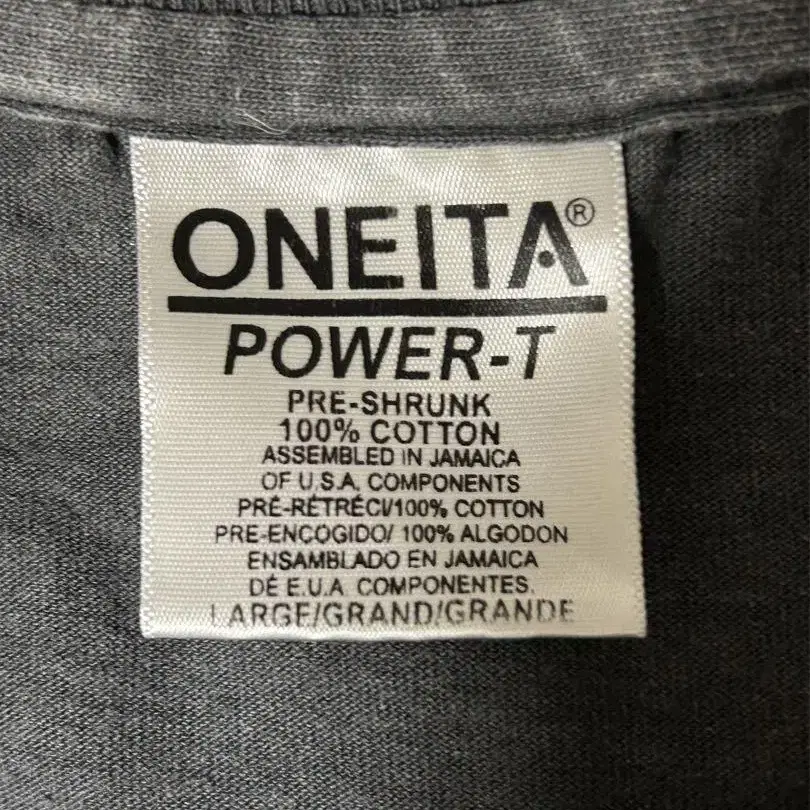 ONEITA®
POWER-T
PRE-SHRUNK
100% COTTON
ASSEMBLED IN JAMAICA
OF U.S.A. COMPONENTS
PRÉ-RÉTRÉCI/100% COTTON
PRE-ENCOGIDO/ 100% ALGODON
ENSAMBLADO EN JAMAICA
DÉ E.U.A. COMPONENTES.
LARGE/GRAND/GRANDE